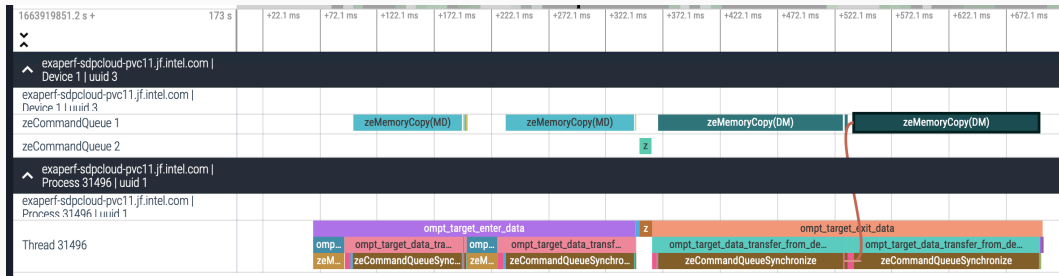 1663919851.2 s + 173 s +22.1 ms +72.1 ms +122.1 ms +172.1 ms +222.1 ms +272.1 ms +322.1 ms +372.1 ms +422.1 ms +472.1 ms +522.1 ms +572.1 ms +622.1 ms +672.1 ms
exaperf-sdpcloud-pvc11.jf.intel.com |
Device 1 | uuid 3
exaperf-sdpcloud-pvc11.jf.intel.com |
Device 1 | uuid 3
zeCommandQueue 1 zeMemoryCopy(MD) zeMemoryCopy(MD) zeMemoryCopy(DM) zeMemoryCopy(DM)
zeCommandQueue 2 z
exaperf-sdpcloud-pvc11.jf.intel.com |
Process 31496 | uuid 1
exaperf-sdpcloud-pvc11.jf.intel.com |
Process 31496 | uuid 1
ompt_target_enter_data z ompt_target_exit_data
Thread 31496 omp... ompt_target_data_tra... omp... ompt_target_data_transf... ompt_target_data_transfer_from_de... ompt_target_data_transfer_from_de...
zeM... zeCommandQueueSync... zeM... zeCommandQueueSynchro... zeCommandQueueSynchronize zeCommandQueueSynchronize